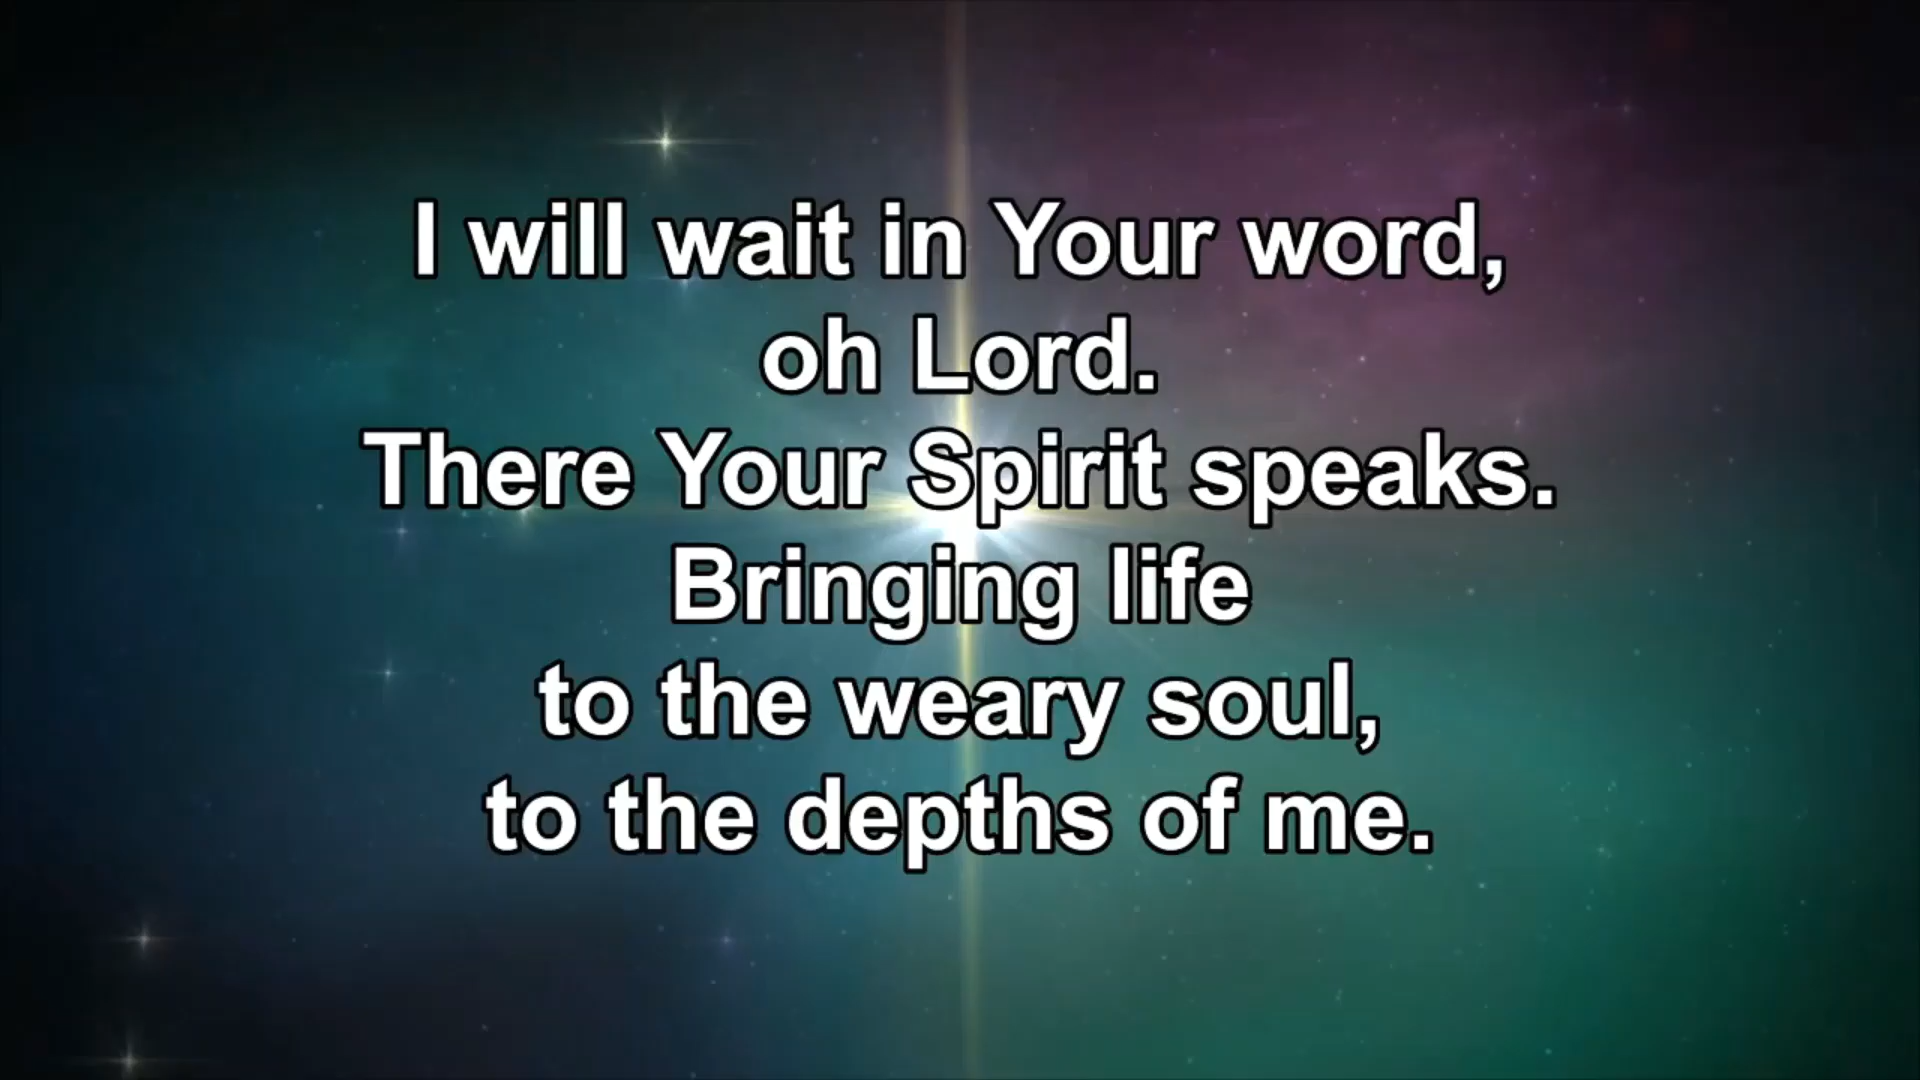 I will wait in Your word,
oh Lord.
There Your Spirit speaks.
Bringing life
to the weary soul,
to the depths of me.